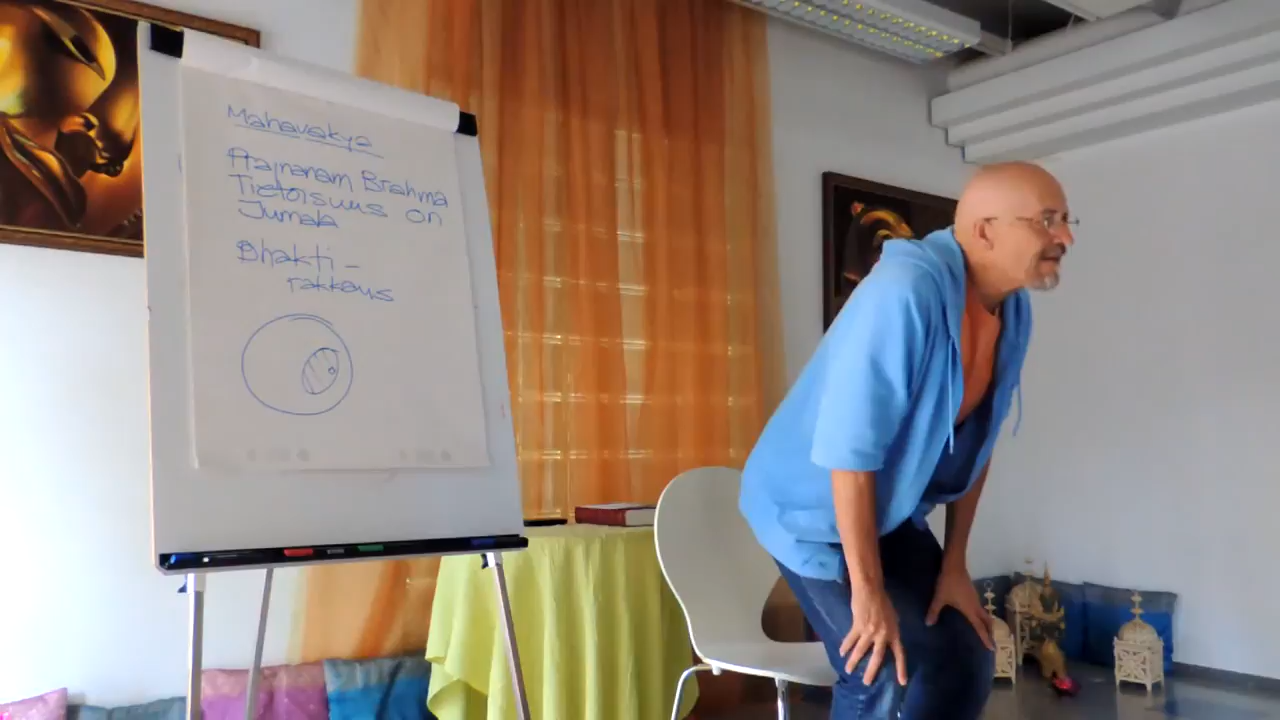 Mahavakya
Prajnanam Brahma
Tietoisuus on
Jumala
Bhakti -
rakkaus